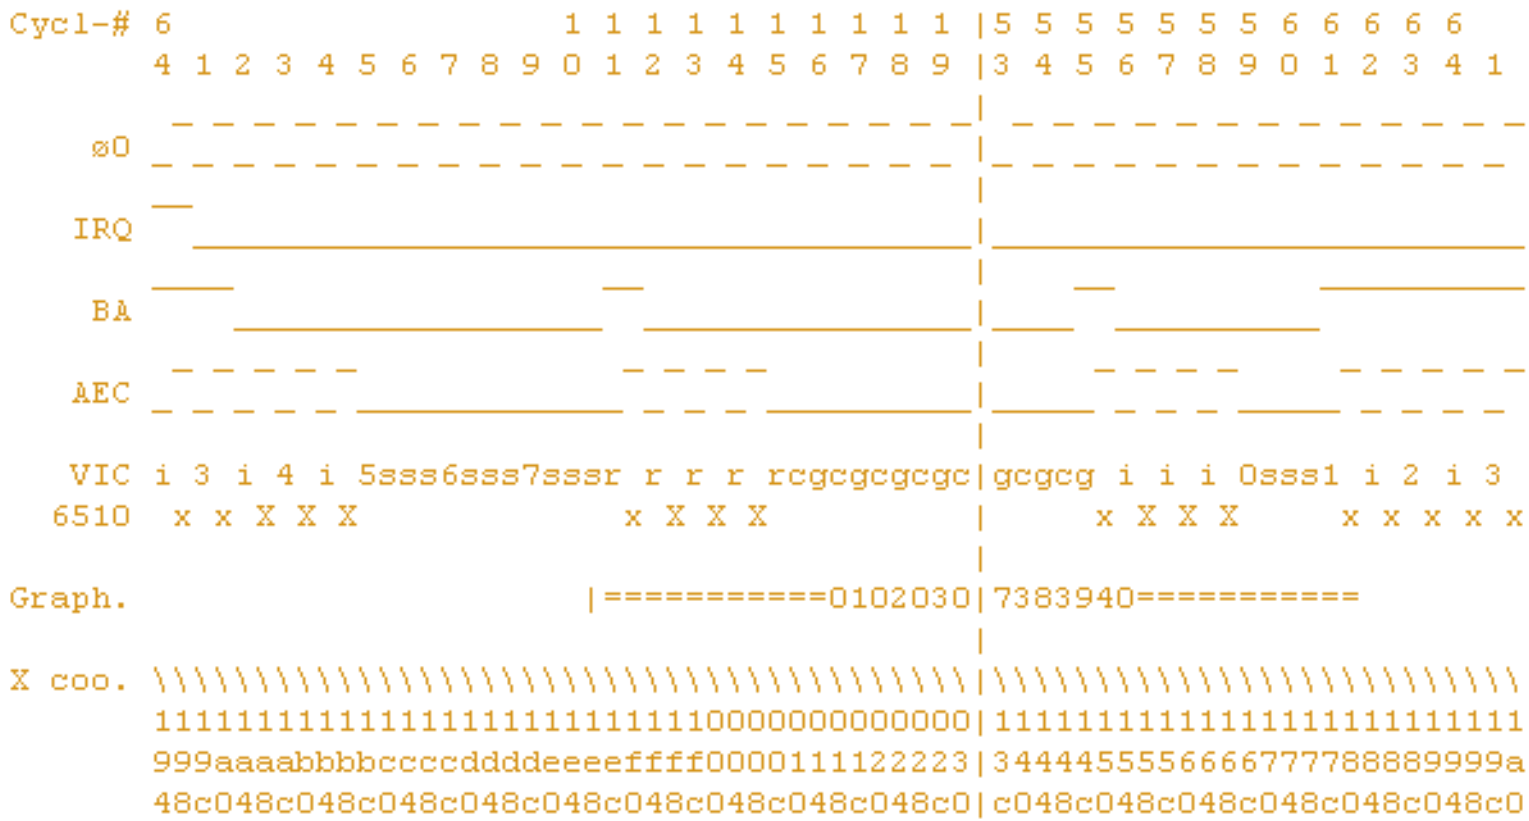 Cycl-# 6                   1 1 1 1 1 1 1 1 1 1 |5 5 5 5 5 5 5 6 6 6 6 6
       4 1 2 3 4 5 6 7 8 9 0 1 2 3 4 5 6 7 8 9 |3 4 5 6 7 8 9 0 1 2 3 4 1
ø0
IRQ
BA
AEC
VIC i 3 i 4 i 5sss6sss7sssr r r r rcgcgcgcgc|gcgcg i i i 0sss1 i 2 i 3
6510  x x X X X             x X X X          |     x X X X     x x x x x
Graph.                      |===========0102030|7383940===========
X coo. \\\\\\\\\\\\\\\\\\\\\\\\\\\\\\\\\\\\\\\\|\\\\\\\\\\\\\\\\\\\\\\\\\\
       1111111111111111111111111110000000000000|11111111111111111111111111
       999aaaabbbbccccddddeeeeffff0000111122223|3444455556666777788889999a
       48c048c048c048c048c048c048c048c048c048c0|c048c048c048c048c048c048c0